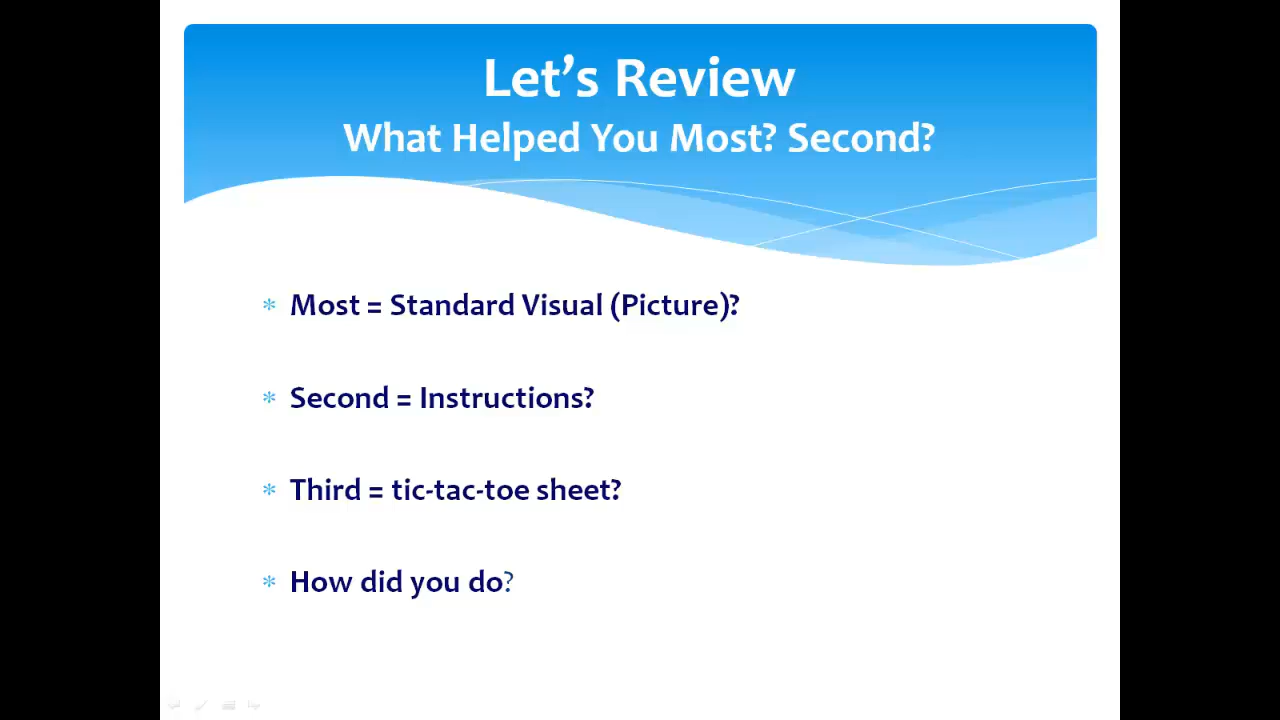 Let's Review
What Helped You Most? Second?
* Most = Standard Visual (Picture)?
* Second = Instructions?
* Third = tic-tac-toe sheet?
* How did you do?